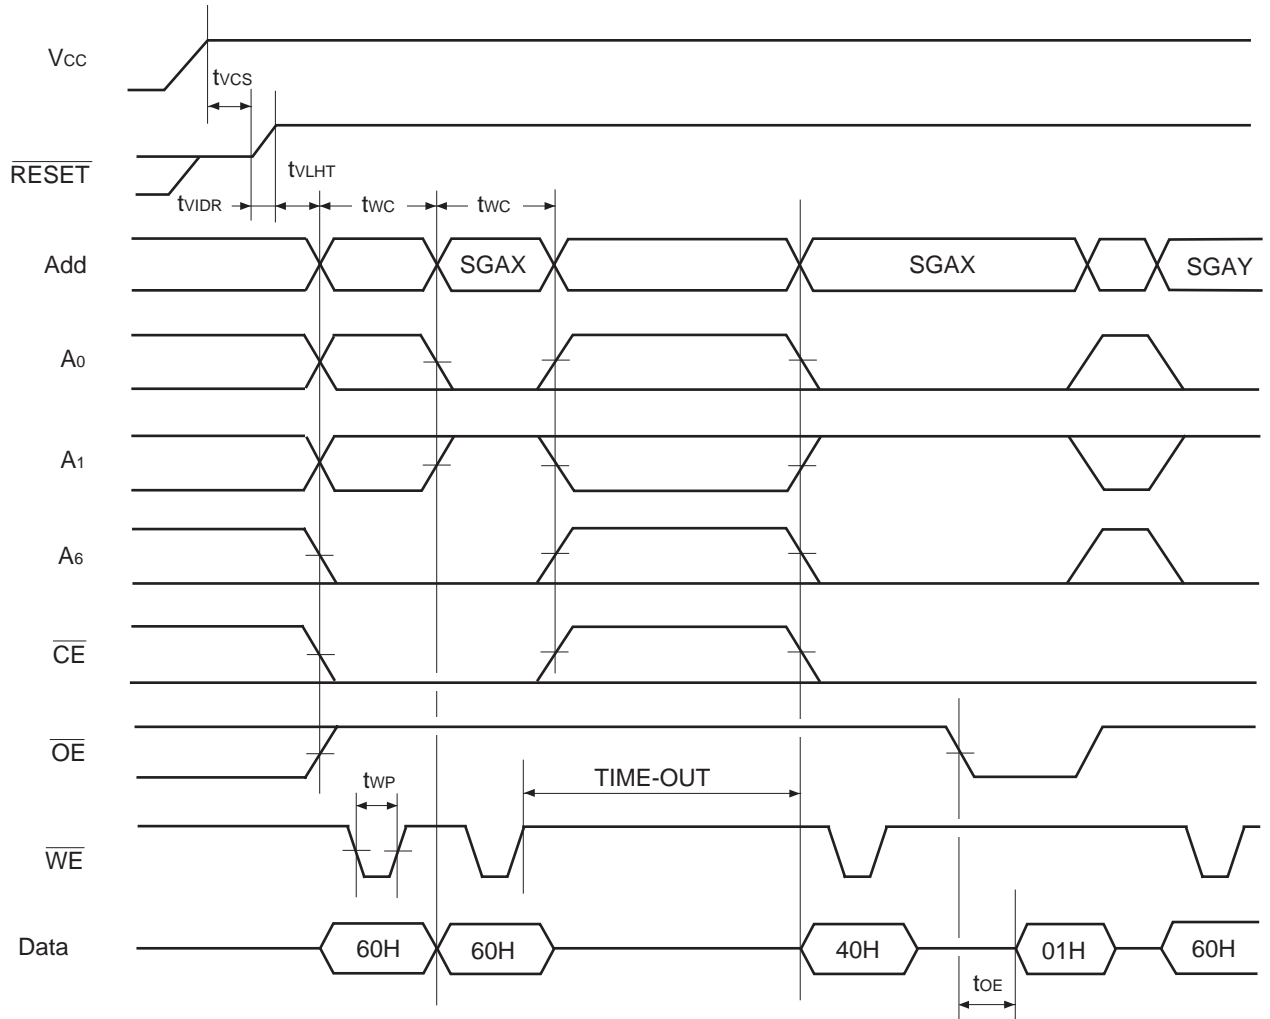 VCC
tVCS
RESET
tVLHT
tVIDR
tWC
tWC
Add
SGAX
SGAX
SGAY
A0
A1
A6
CE
OE
tWP
TIME-OUT
WE
Data
60H
60H
40H
01H
60H
tOE